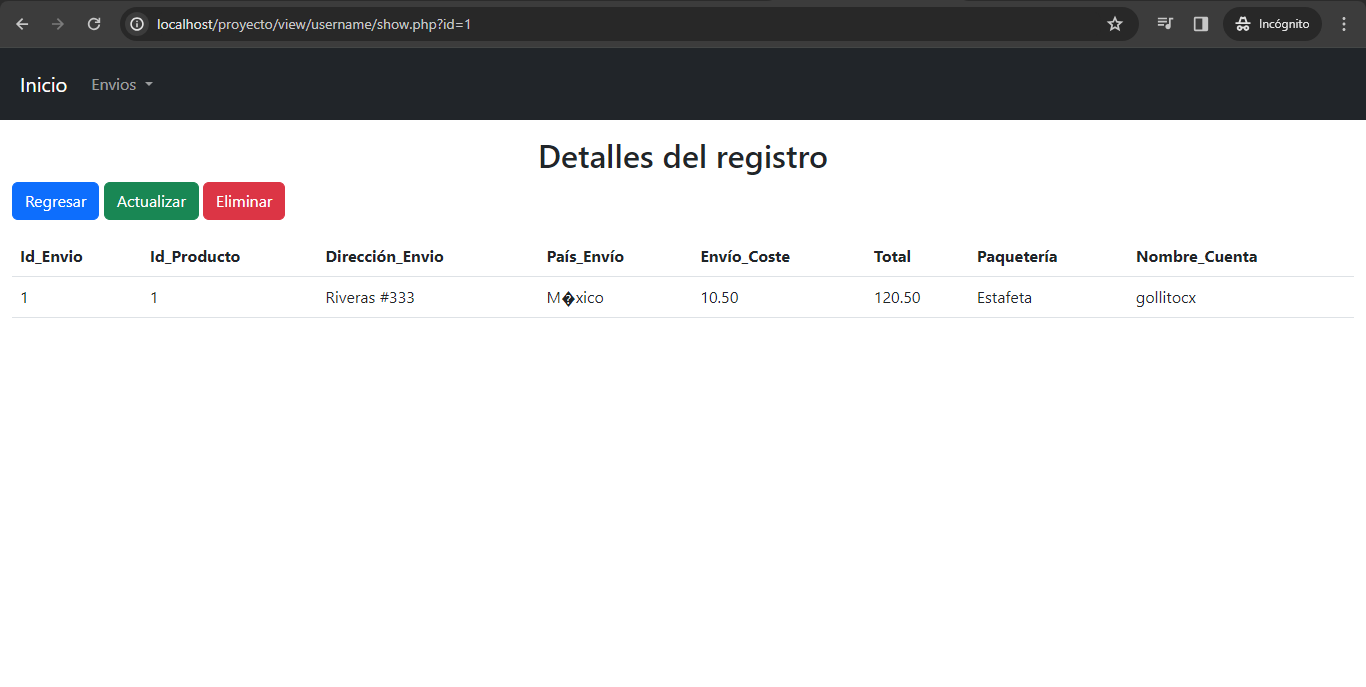 localhost/proyecto/view/username/show.php?id=1
Incógnito
Inicio Envios
Detalles del registro
Regresar Actualizar Eliminar
Id_Envio Id_Producto Dirección_Envio País_Envío Envío_Coste Total Paquetería Nombre_Cuenta
1 1 Riveras #333 M�xico 10.50 120.50 Estafeta gollitocx